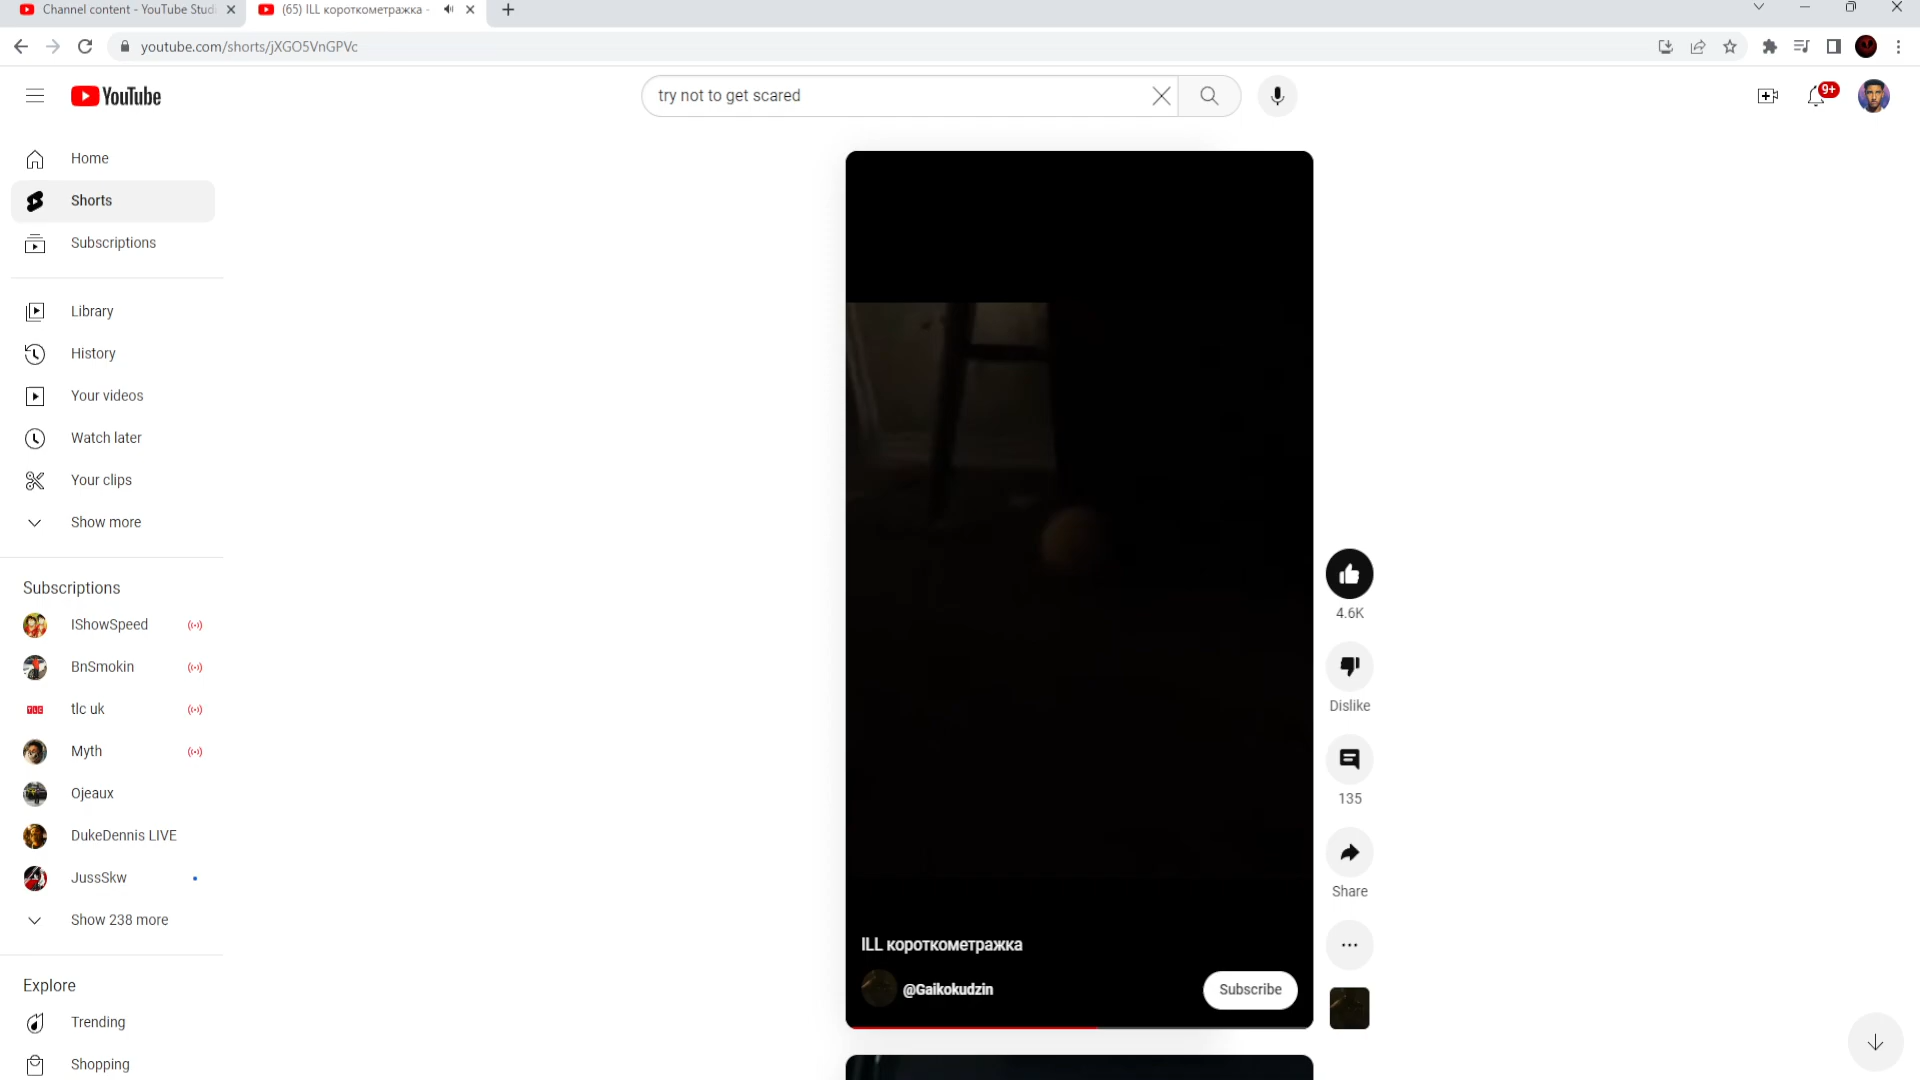 Channel content - YouTube Studi
(65) ILL короткометражка -
youtube.com/shorts/jXGO5VnGPVc
YouTube
try not to get scared
9+
Home
Shorts
Subscriptions
Library
History
Your videos
Watch later
Your clips
Show more
Subscriptions
IShowSpeed
BnSmokin
TLC
tlc uk
Myth
Ojeaux
DukeDennis LIVE
JussSkw
Show 238 more
Explore
Trending
Shopping
4.6K
Dislike
135
Share
ILL короткометражка
@Gaikokudzin
Subscribe